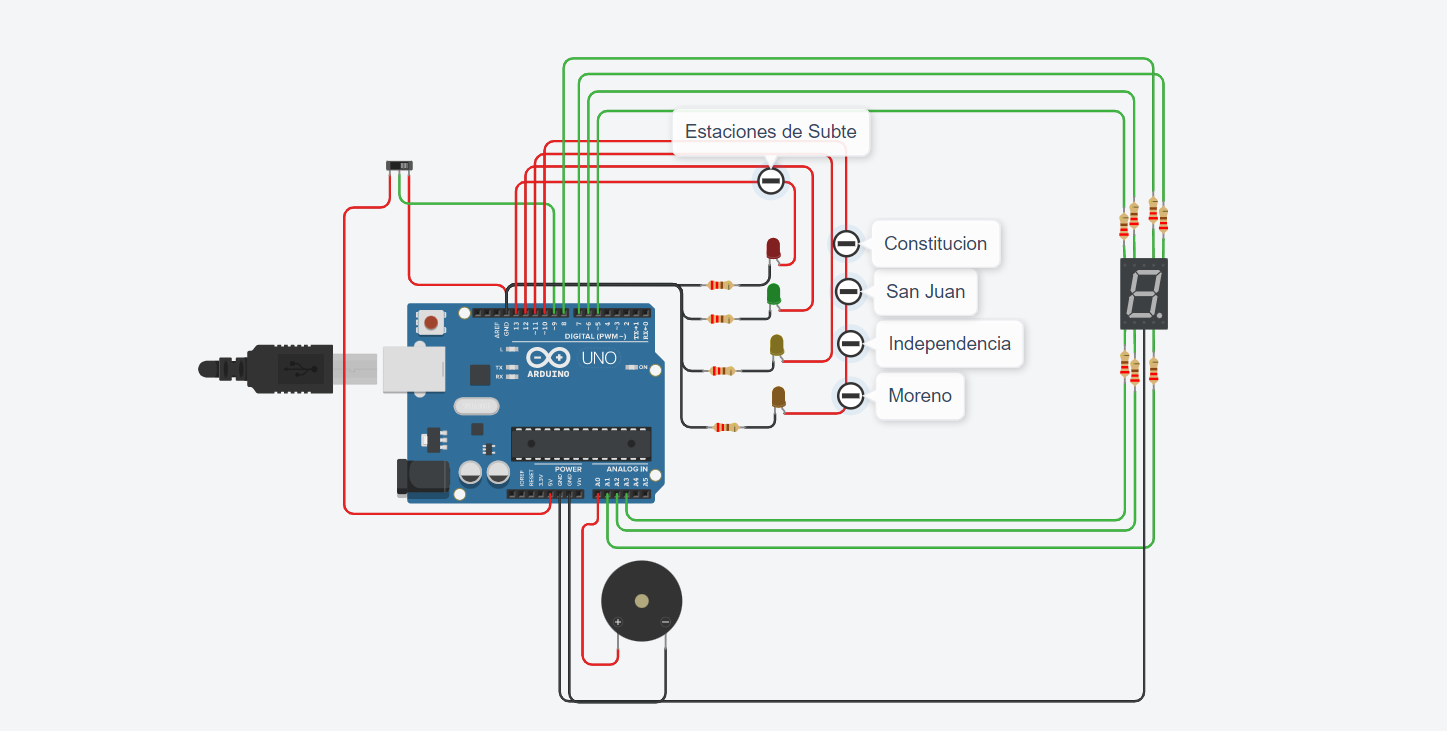 Estaciones de Subte
Constitucion
San Juan
Independencia
Moreno
AREF
GND
13
12
~11
~10
~9
8
7
~6
~5
4
~3
2
TX→1
RX←0
DIGITAL (PWM~)
L
TX
RX
UNO
ON
ARDUINO
POWER
ANALOG IN
IOREF
RESET
3.3V
5V
GND
GND
Vin
A0
A1
A2
A3
A4
A5